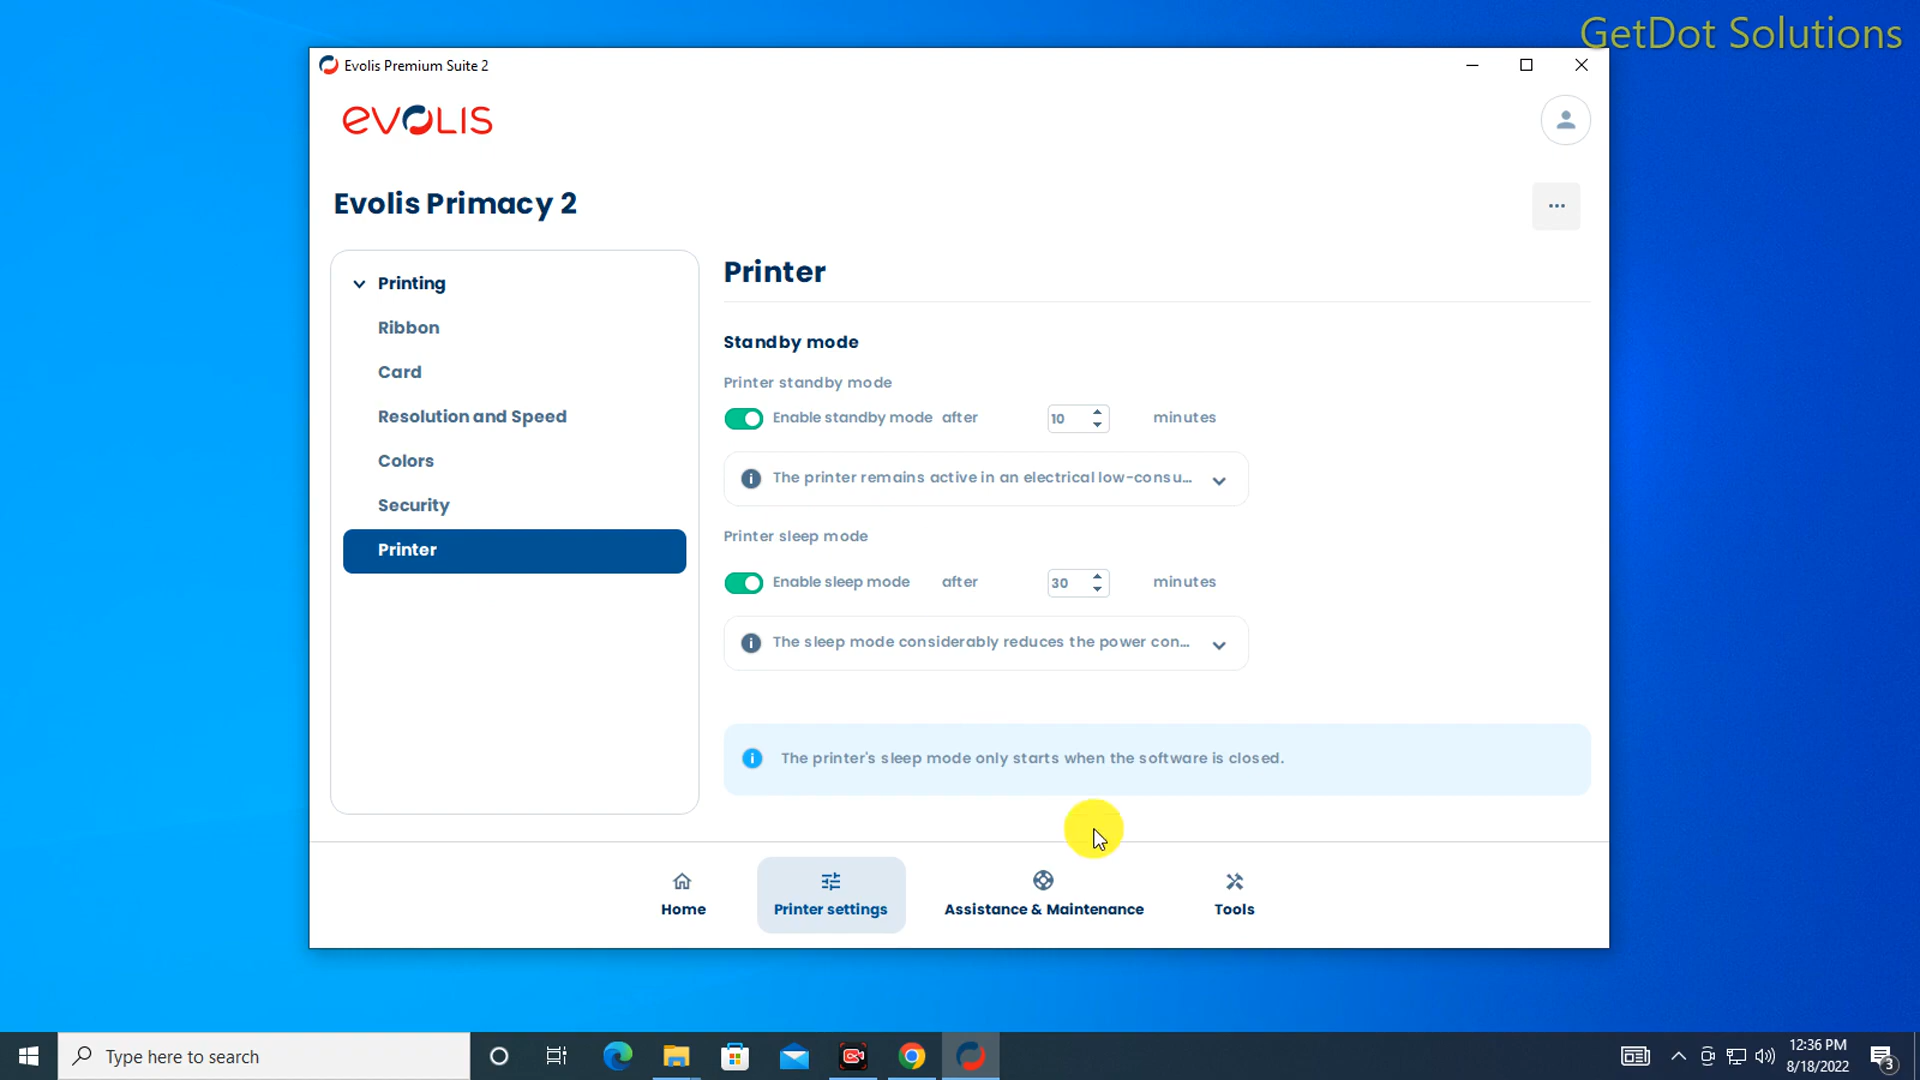 GetDot Solutions
Evolis Premium Suite 2
evolis
Evolis Primacy 2
...
Printing
Ribbon
Card
Resolution and Speed
Colors
Security
Printer
Printer
Standby mode
Printer standby mode
Enable standby mode after 10 minutes
The printer remains active in an electrical low-consu...
Printer sleep mode
Enable sleep mode after 30 minutes
The sleep mode considerably reduces the power con...
The printer's sleep mode only starts when the software is closed.
Home
Printer settings
Assistance & Maintenance
Tools
Type here to search
12:36 PM
8/18/2022
3